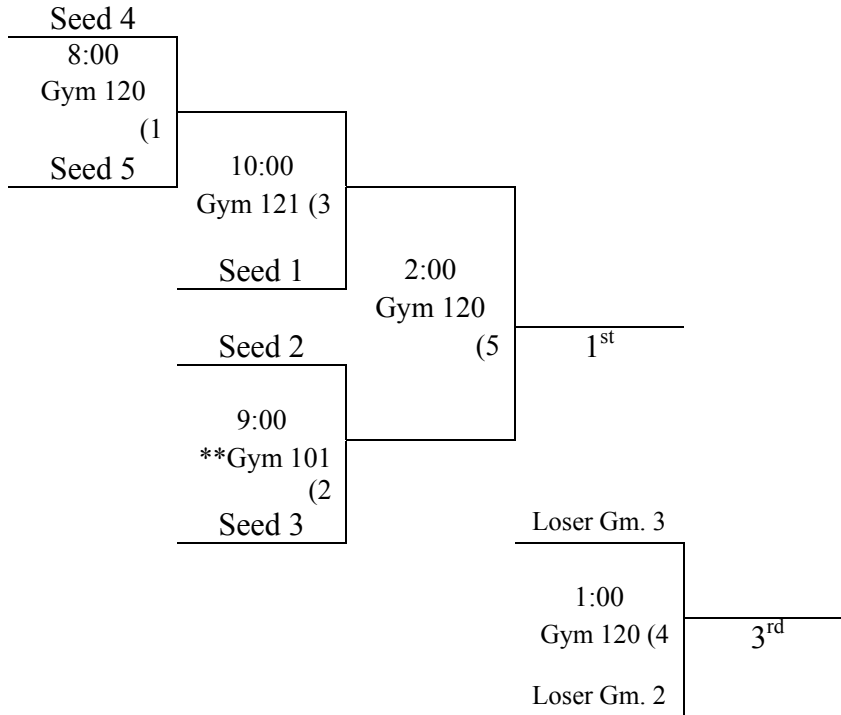 Seed 4
8:00
Gym 120
(1
Seed 5
10:00
Gym 121 (3
Seed 1
2:00
Gym 120
(5
1st
Seed 2
9:00
**Gym 101
(2
Seed 3
Loser Gm. 3
1:00
Gym 120 (4
3rd
Loser Gm. 2